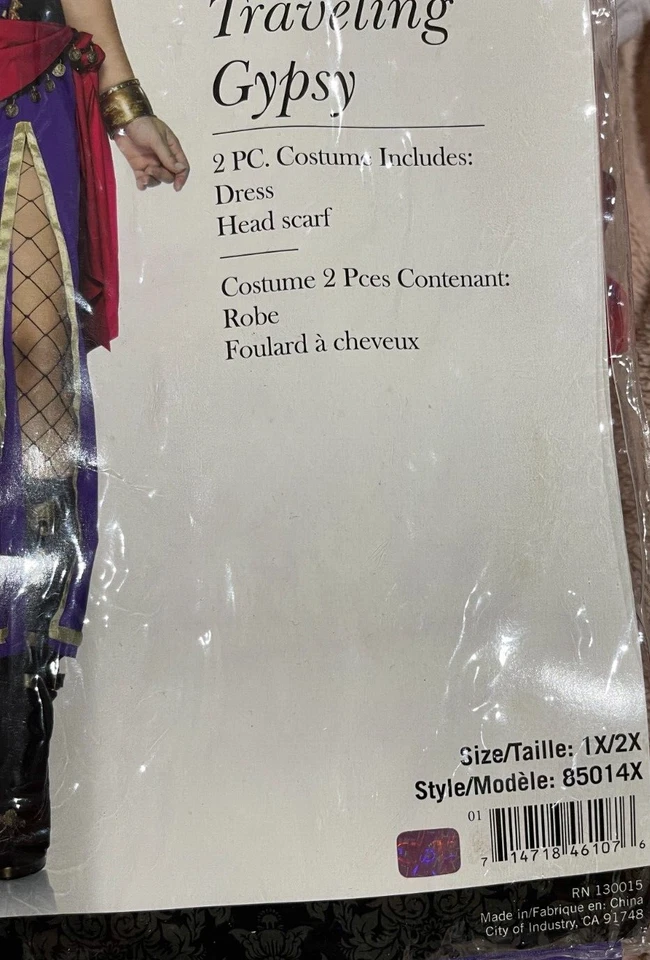 Traveling
Gypsy
2 PC. Costume Includes:
Dress
Head scarf
Costume 2 Pces Contenant:
Robe
Foulard à cheveux
Size/Taille: 1X/2X
Style/Modèle: 85014X
01
7 14718 46107 6
RN 130015
Made in/Fabrique en: China
City of Industry, CA 91748